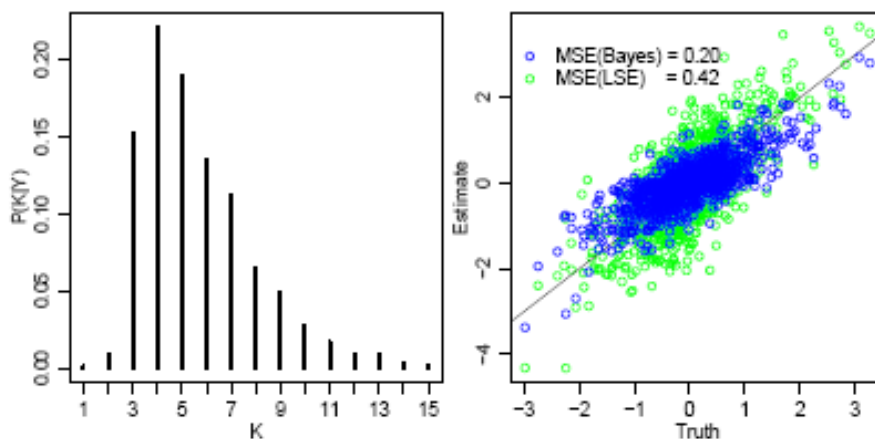 0.20
0.15
0.10
0.05
0.00
P(K|Y)
1 3 5 7 9 11 13 15
K
MSE(Bayes) = 0.20
MSE(LSE) = 0.42
2
0
−2
−4
Estimate
−3 −2 −1 0 1 2 3
Truth